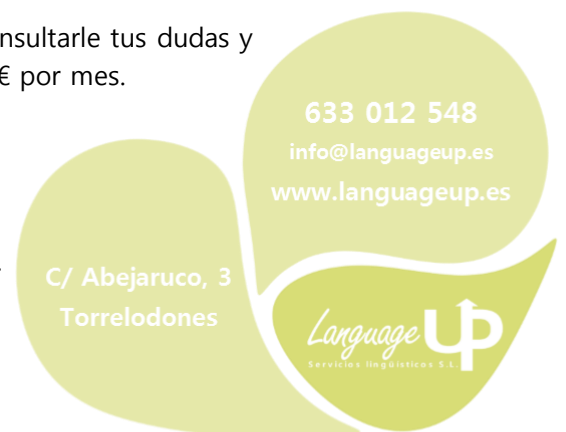 nsultarle tus dudas y
€ por mes.
633 012 548
info@languageup.es
www.languageup.es
C/ Abejaruco, 3
Torrelodones
Language UP
Servicios lingüísticos S.L.